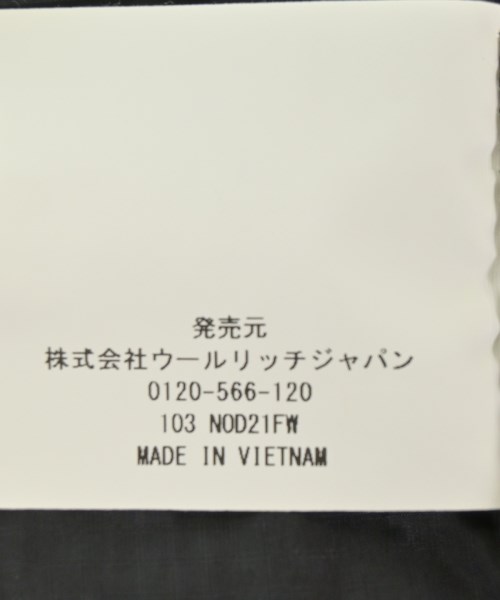 発売元
株式会社ウールリッチジャパン
0120-566-120
103 NOD21FW
MADE IN VIETNAM